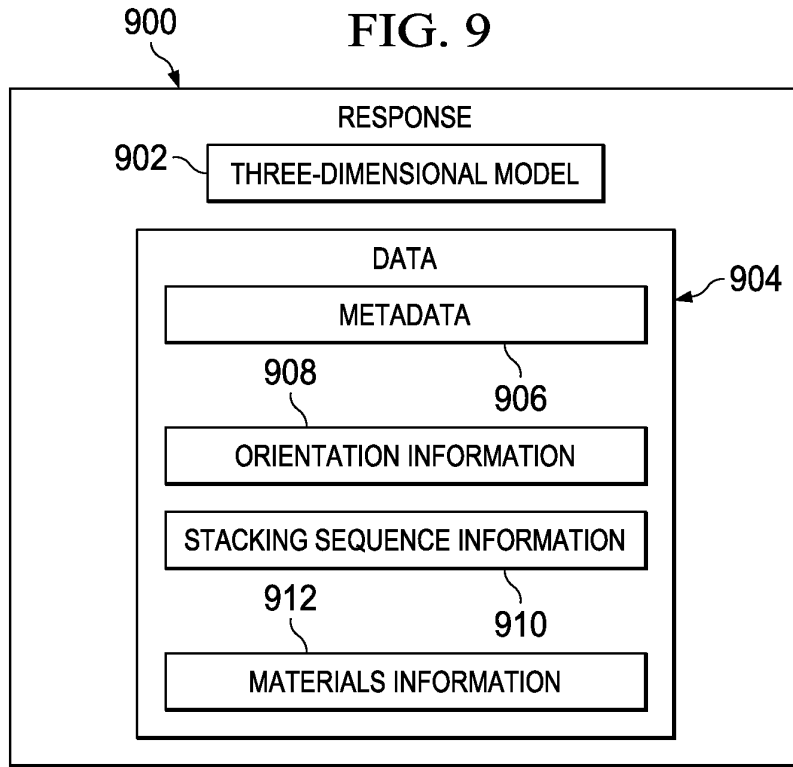 FIG. 9
900
RESPONSE
902
THREE-DIMENSIONAL MODEL
DATA
904
METADATA
906
908
ORIENTATION INFORMATION
STACKING SEQUENCE INFORMATION
910
912
MATERIALS INFORMATION